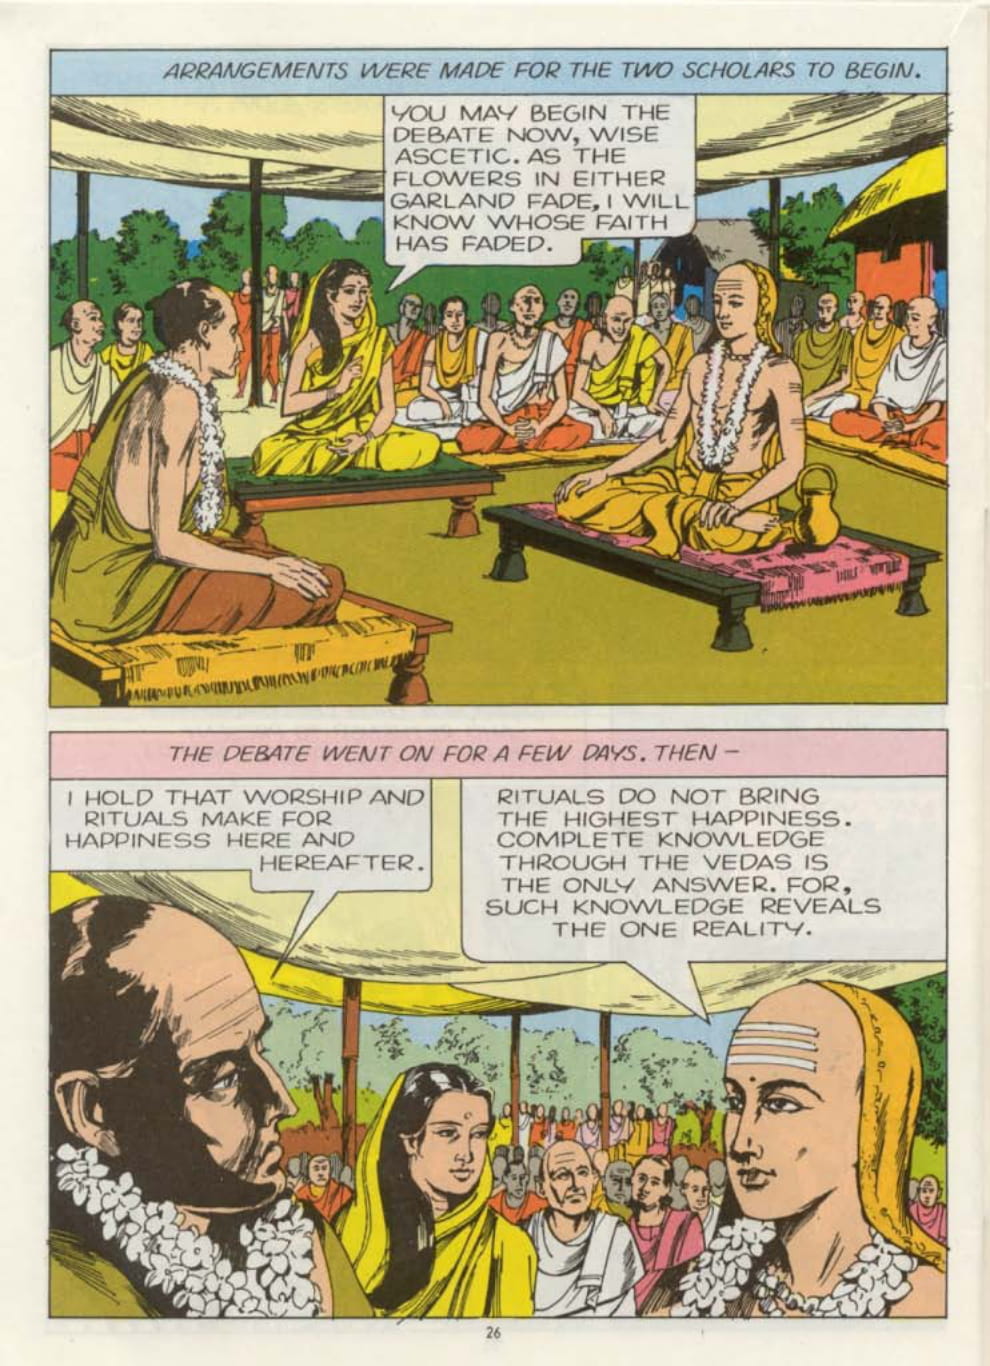 ARRANGEMENTS WERE MADE FOR THE TWO SCHOLARS TO BEGIN.
YOU MAY BEGIN THE
DEBATE NOW, WISE
ASCETIC. AS THE
FLOWERS IN EITHER
GARLAND FADE, I WILL
KNOW WHOSE FAITH
HAS FADED.
THE DEBATE WENT ON FOR A FEW DAYS. THEN –
I HOLD THAT WORSHIP AND
RITUALS MAKE FOR
HAPPINESS HERE AND
HEREAFTER.
RITUALS DO NOT BRING
THE HIGHEST HAPPINESS.
COMPLETE KNOWLEDGE
THROUGH THE VEDAS IS
THE ONLY ANSWER. FOR,
SUCH KNOWLEDGE REVEALS
THE ONE REALITY.
26